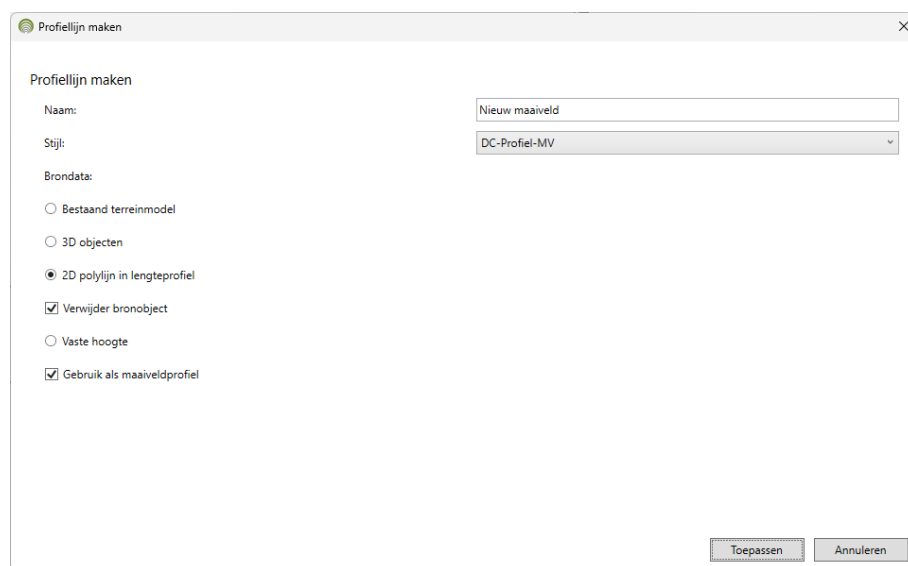 Profiellijn maken
Profiellijn maken
Naam: Nieuw maaiveld
Stijl: DC-Profiel-MV
Brondata:
Bestaand terreinmodel
3D objecten
2D polylijn in lengteprofiel
Verwijder bronobject
Vaste hoogte
Gebruik als maaiveldprofiel
Toepassen Annuleren